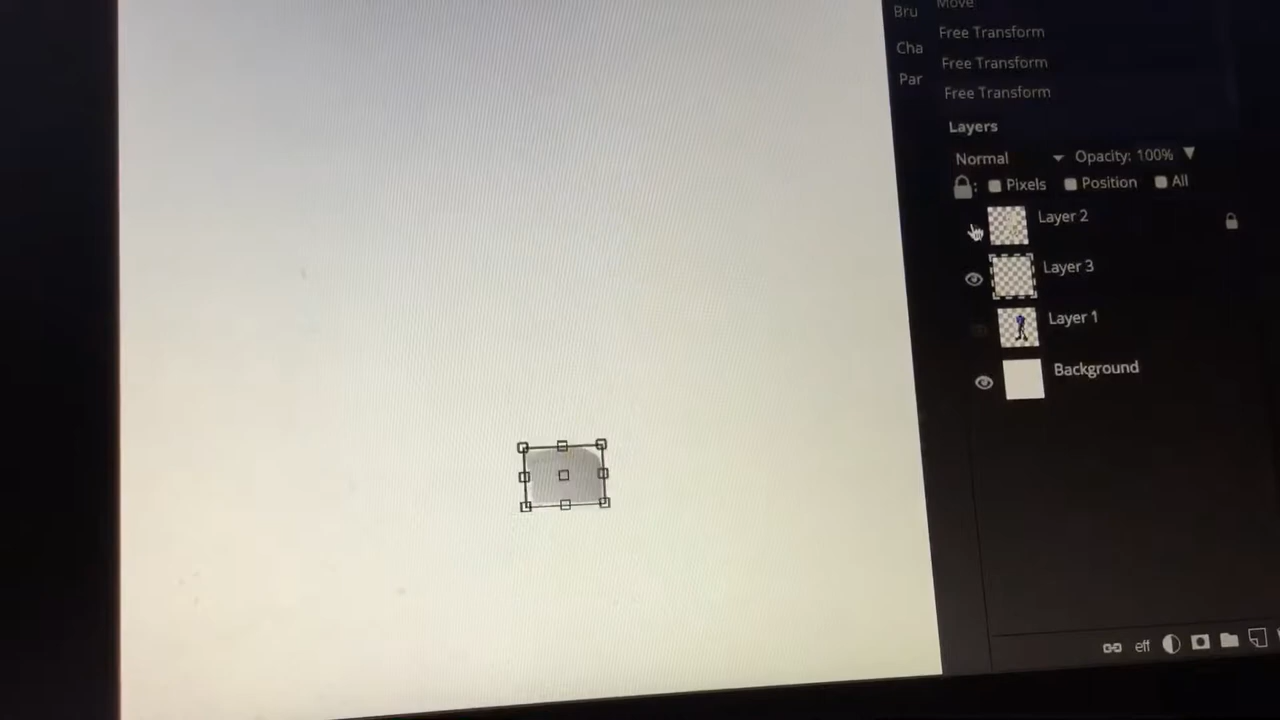 Move
Bru
Free Transform
Cha
Free Transform
Par
Free Transform
Layers
Normal Opacity: 100%
: Pixels Position All
Layer 2
Layer 3
Layer 1
Background
eff